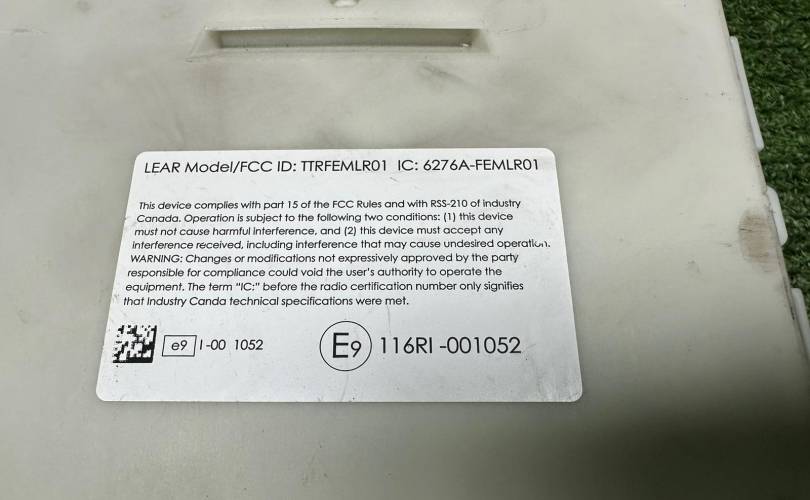 LEAR Model/FCC ID: TTRFEMLR01 IC: 6276A-FEMLR01
This device complies with part 15 of the FCC Rules and with RSS-210 of industry
Canada. Operation is subject to the following two conditions: (1) this device
must not cause harmful interference, and (2) this device must accept any
interference received, including interference that may cause undesired operation.
WARNING: Changes or modifications not expressively approved by the party
responsible for compliance could void the user's authority to operate the
equipment. The term "IC:" before the radio certification number only signifies
that Industry Canda technical specifications were met.
e9 I-00 1052 E9 116RI -001052